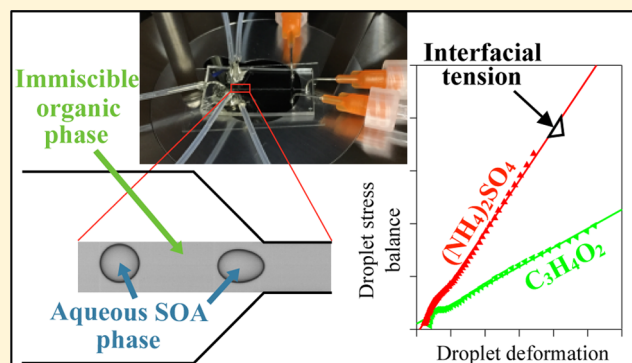 Immiscible
organic
phase
Aqueous SOA
phase
Interfacial
tension
Droplet stress
balance
(NH₄)₂SO₄
C₃H₄O₂
Droplet deformation